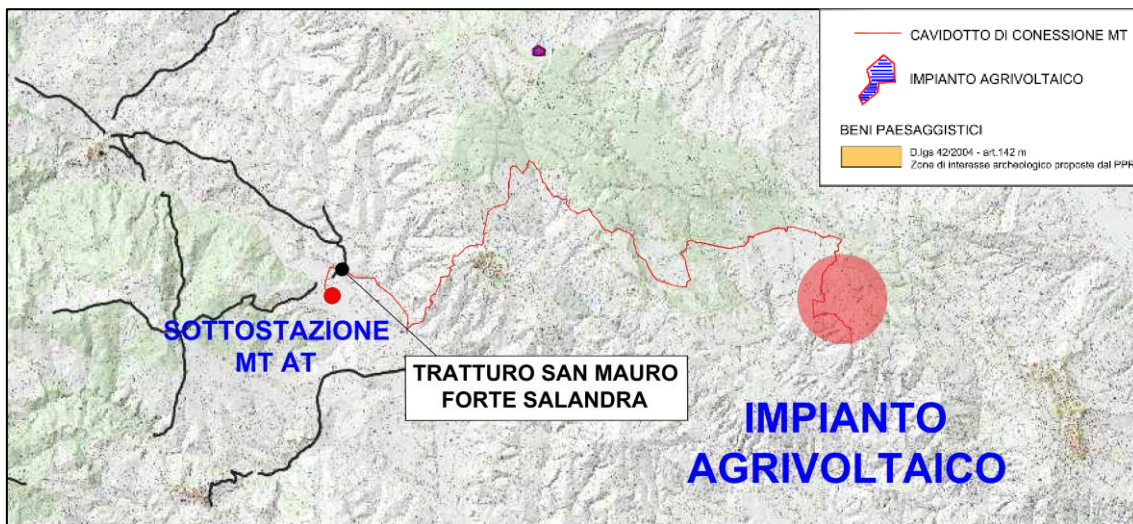 CAVIDOTTO DI CONESSIONE MT
IMPIANTO AGRIVOLTAICO
BENI PAESAGGISTICI
D.lgs 42/2004 - art.142 m
Zone di interesse archeologico proposte dal PPR
SOTTOSTAZIONE
MT AT
TRATTURO SAN MAURO
FORTE SALANDRA
IMPIANTO
AGRIVOLTAICO